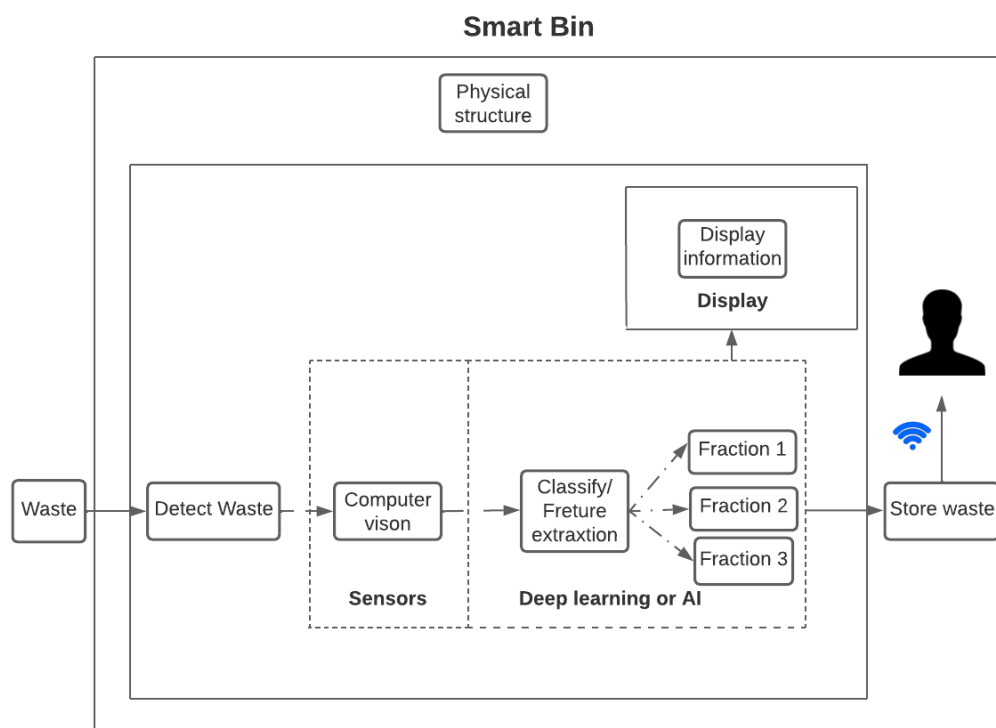 Smart Bin
Physical
structure
Display
information
Display
Waste
Detect Waste
Computer
vison
Sensors
Classify/
Freture
extraxtion
Fraction 1
Fraction 2
Fraction 3
Deep learning or AI
Store waste